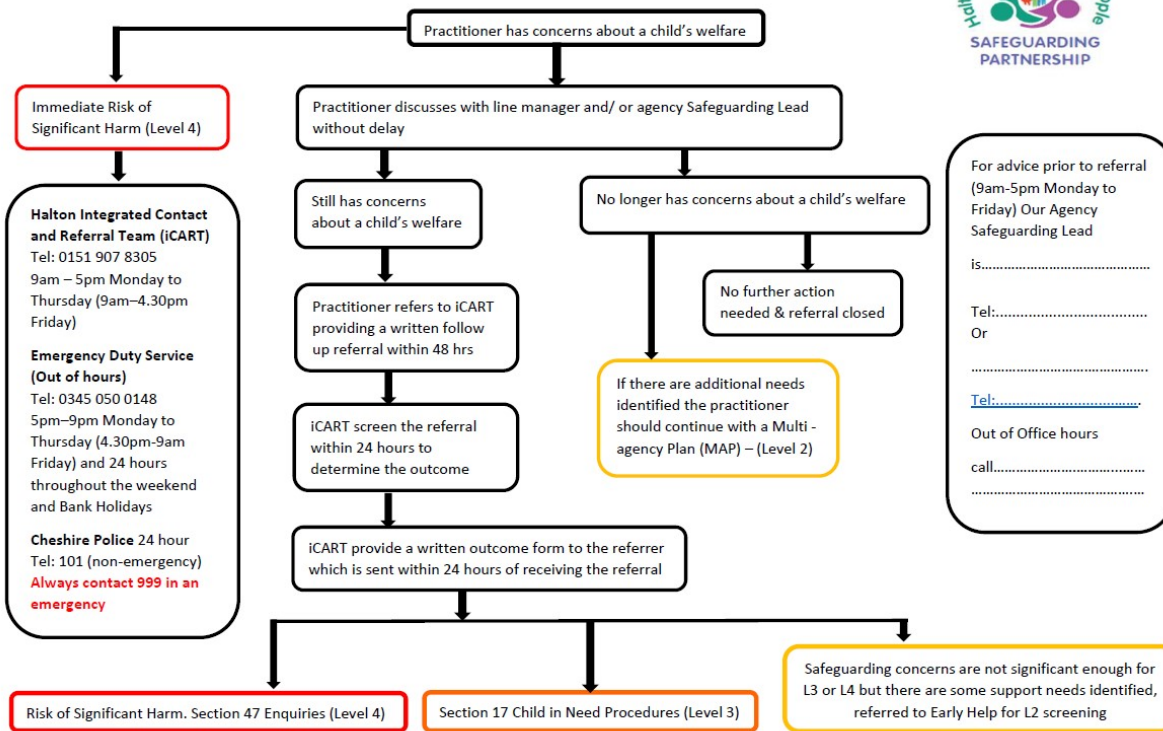 Practitioner has concerns about a child's welfare
SAFEGUARDING
PARTNERSHIP
Immediate Risk of
Significant Harm (Level 4)
Practitioner discusses with line manager and/ or agency Safeguarding Lead
without delay
Halton Integrated Contact
and Referral Team (iCART)
Tel: 0151 907 8305
9am – 5pm Monday to
Thursday (9am–4.30pm
Friday)
Emergency Duty Service
(Out of hours)
Tel: 0345 050 0148
5pm–9pm Monday to
Thursday (4.30pm-9am
Friday) and 24 hours
throughout the weekend
and Bank Holidays
Cheshire Police 24 hour
Tel: 101 (non-emergency)
Always contact 999 in an
emergency
Still has concerns
about a child's welfare
No longer has concerns about a child's welfare
Practitioner refers to iCART
providing a written follow
up referral within 48 hrs
No further action
needed & referral closed
If there are additional needs
identified the practitioner
should continue with a Multi -
agency Plan (MAP) – (Level 2)
iCART screen the referral
within 24 hours to
determine the outcome
iCART provide a written outcome form to the referrer
which is sent within 24 hours of receiving the referral
For advice prior to referral
(9am-5pm Monday to
Friday) Our Agency
Safeguarding Lead
is……………………………………
Tel:..................................
Or
…………………………………….
Tel:……………………………….
Out of Office hours
call………………………………
…………………………………….
Risk of Significant Harm. Section 47 Enquiries (Level 4)
Section 17 Child in Need Procedures (Level 3)
Safeguarding concerns are not significant enough for
L3 or L4 but there are some support needs identified,
referred to Early Help for L2 screening